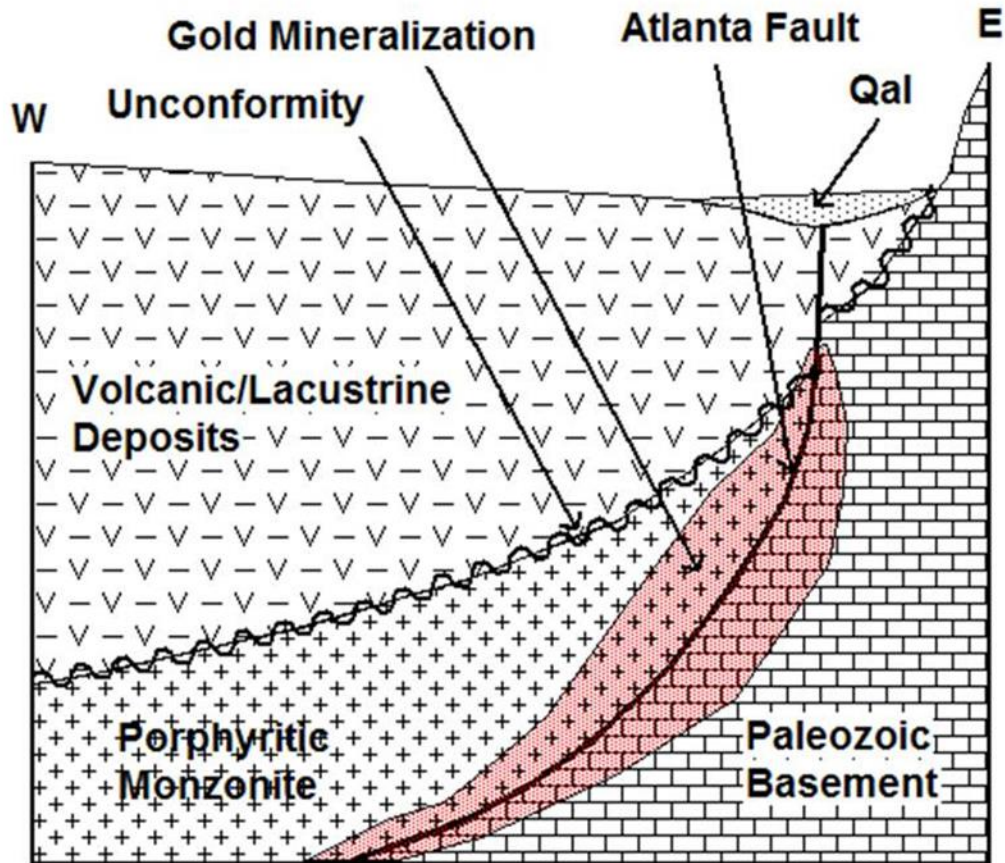 Gold Mineralization
Atlanta Fault
E
Unconformity
Qal
W
Volcanic/Lacustrine
Deposits
Porphyritic
Monzonite
Paleozoic
Basement